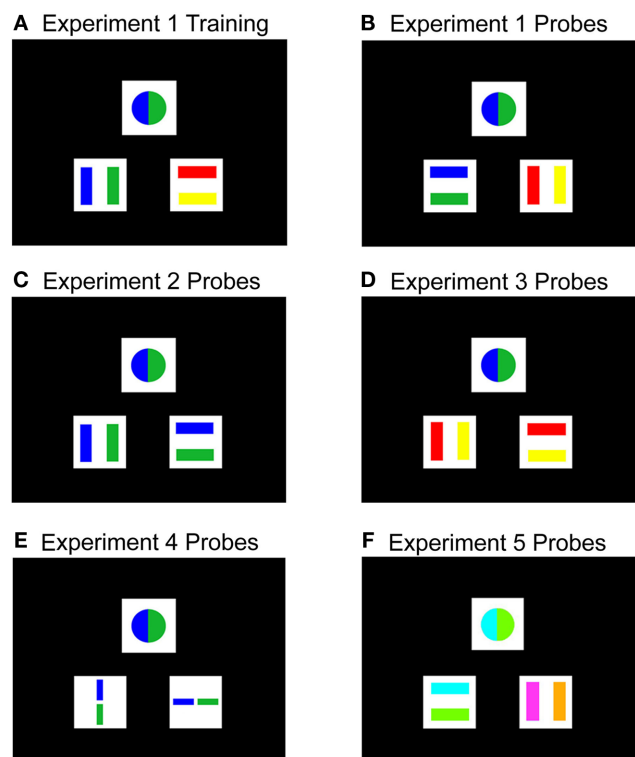 A Experiment 1 Training
B Experiment 1 Probes
C Experiment 2 Probes
D Experiment 3 Probes
E Experiment 4 Probes
F Experiment 5 Probes